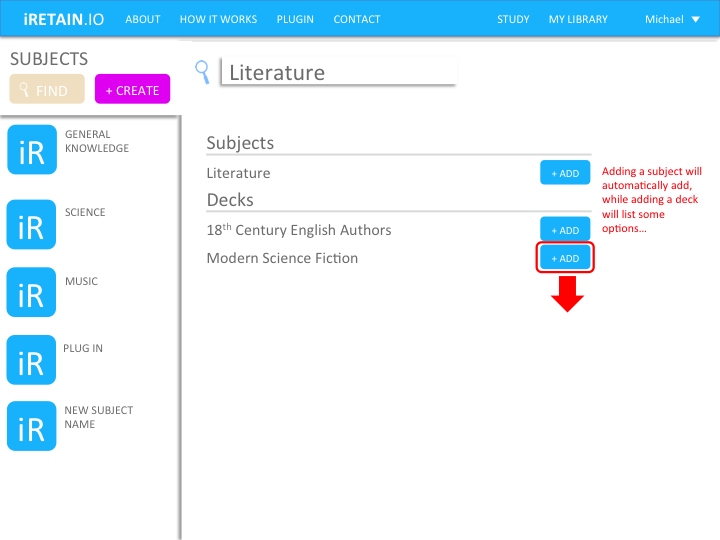 iRETAIN.IO ABOUT HOW IT WORKS PLUGIN CONTACT STUDY MY LIBRARY Michael
SUBJECTS
FIND + CREATE
Literature
iR GENERAL
KNOWLEDGE
iR SCIENCE
iR MUSIC
iR PLUG IN
iR NEW SUBJECT
NAME
Subjects
Literature + ADD
Decks
18th Century English Authors + ADD
Modern Science Fiction + ADD
Adding a subject will
automatically add,
while adding a deck
will list some
options...